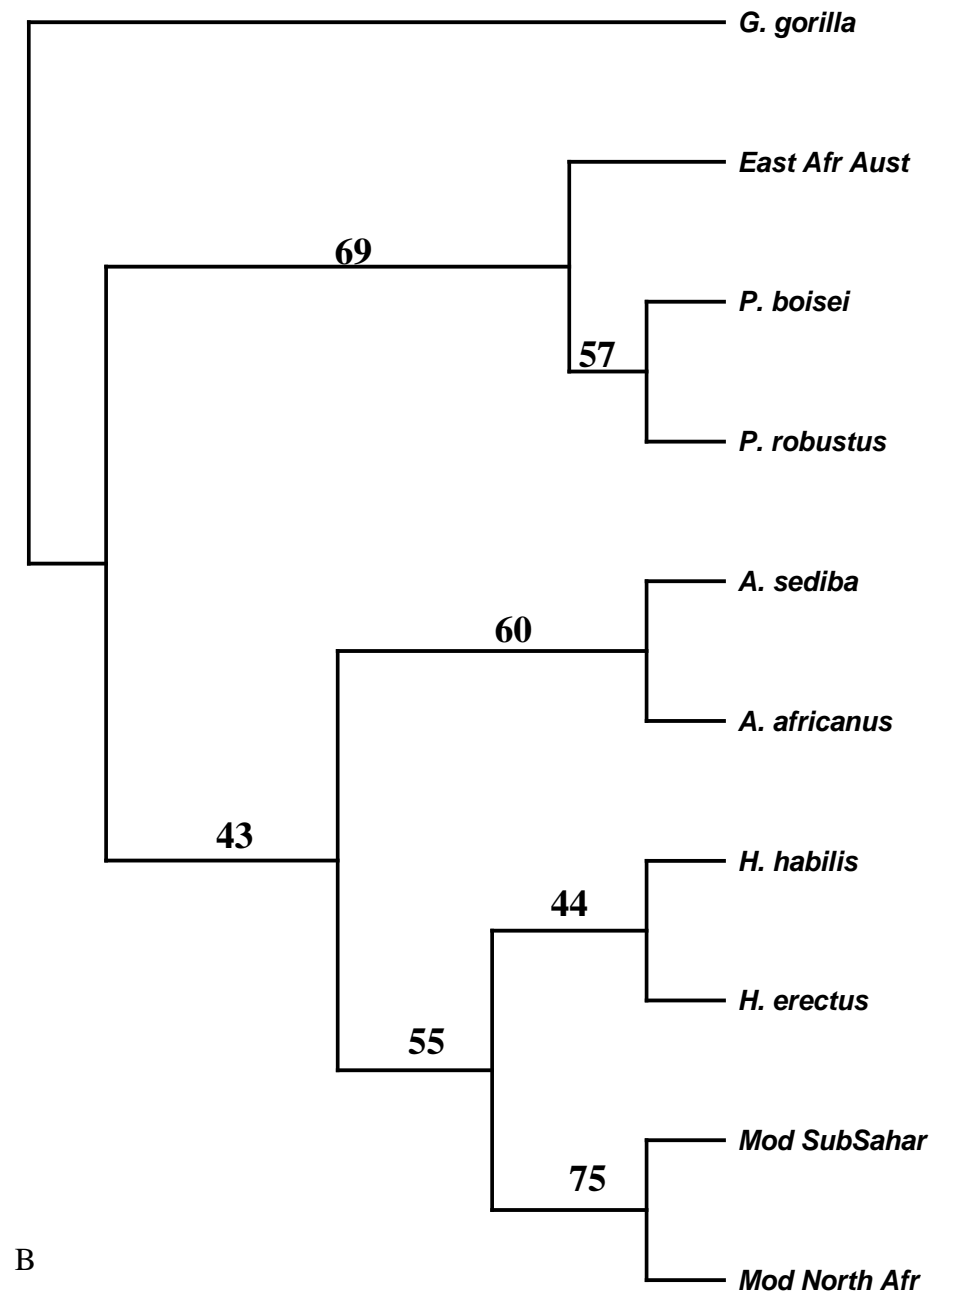 G. gorilla
East Afr Aust
69
P. boisei
57
P. robustus
A. sediba
60
A. africanus
43
H. habilis
44
H. erectus
55
Mod SubSahar
75
B
Mod North Afr